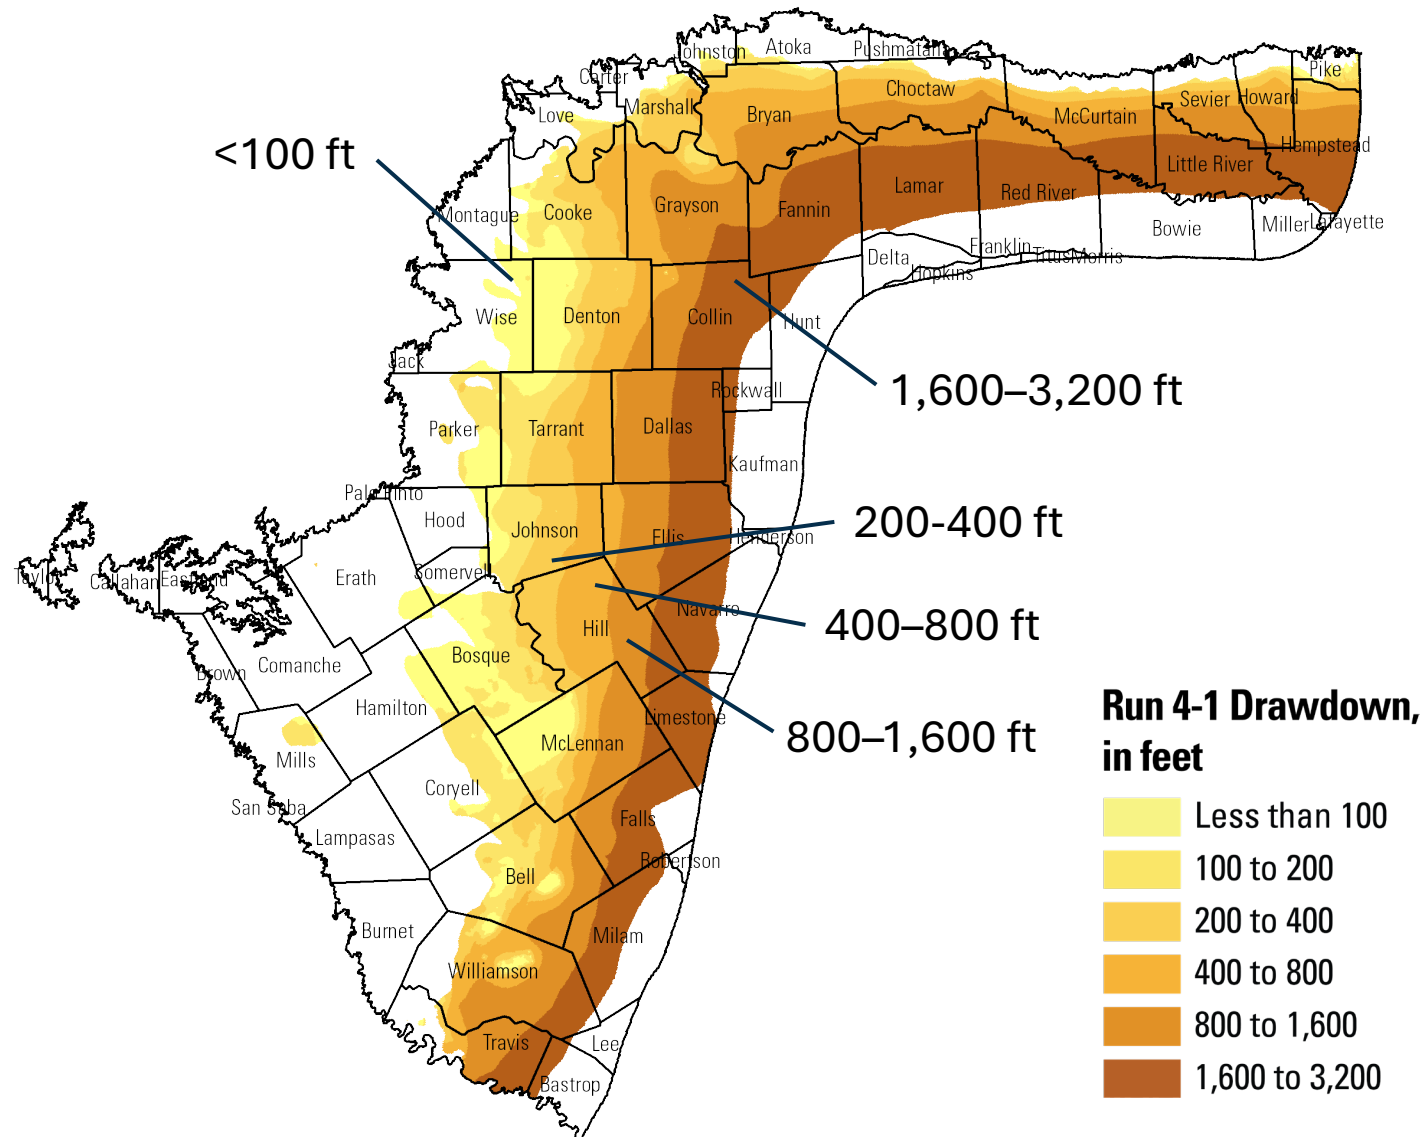 Johnston
Atoka
Pushmataha
Carter
Pike
Love
Marshall
Bryan
Choctaw
McCurtain
Sevier
Howard
<100 ft
Hempstead
Little River
Montague
Cooke
Grayson
Fannin
Lamar
Red River
Bowie
Miller
Lafayette
Delta
Franklin
Titus
Morris
Hopkins
Wise
Denton
Collin
Hunt
Jack
Rockwall
1,600–3,200 ft
Parker
Tarrant
Dallas
Kaufman
Palo Pinto
Hood
Johnson
Ellis
Henderson
200-400 ft
Taylor
Callahan
Eastland
Erath
Somervell
Hill
Navarro
400–800 ft
Brown
Comanche
Bosque
Hamilton
Limestone
800–1,600 ft
Mills
McLennan
San Saba
Coryell
Falls
Lampasas
Robertson
Bell
Burnet
Milam
Williamson
Travis
Lee
Bastrop
Run 4-1 Drawdown,
in feet
Less than 100
100 to 200
200 to 400
400 to 800
800 to 1,600
1,600 to 3,200